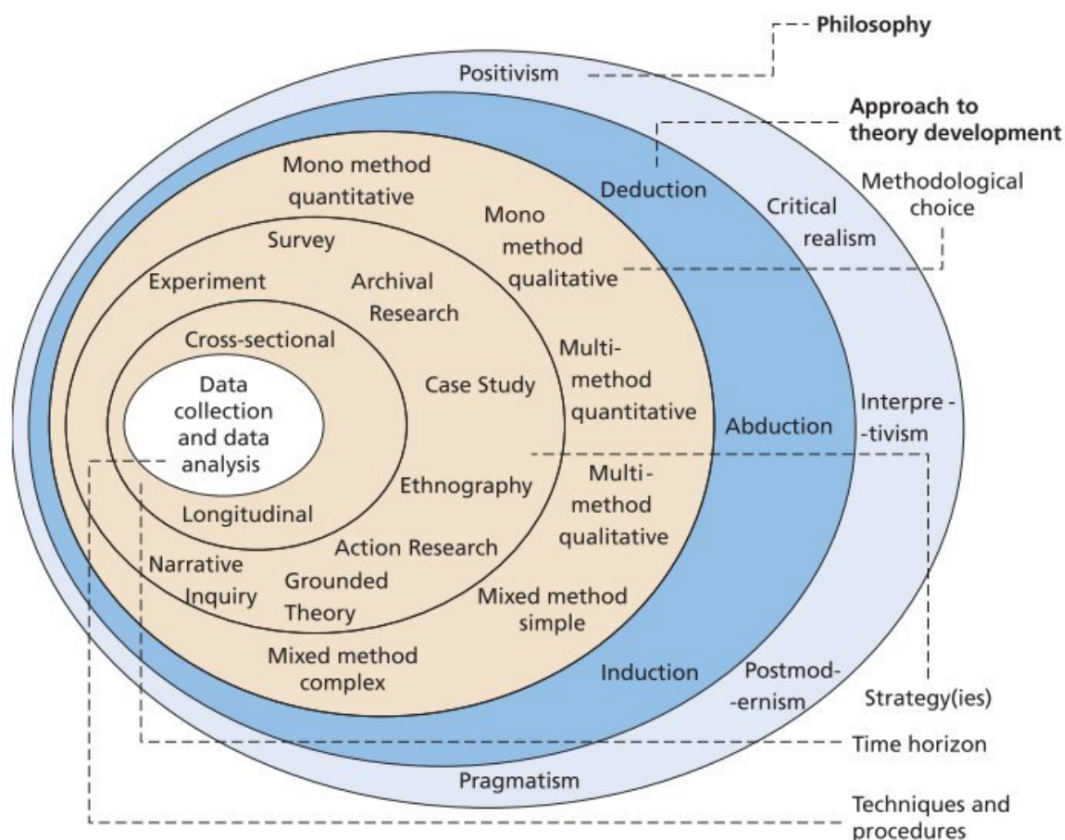 Philosophy
Positivism
Approach to
theory development
Mono method
quantitative
Deduction
Methodological
choice
Critical
realism
Mono
method
qualitative
Survey
Experiment
Archival
Research
Cross-sectional
Multi-
method
quantitative
Data
collection
and data
analysis
Case Study
Abduction
Interpre -
-tivism
Ethnography
Multi-
method
qualitative
Longitudinal
Action Research
Narrative
Inquiry
Grounded
Theory
Mixed method
simple
Mixed method
complex
Induction
Postmod-
-ernism
Strategy(ies)
Time horizon
Pragmatism
Techniques and
procedures